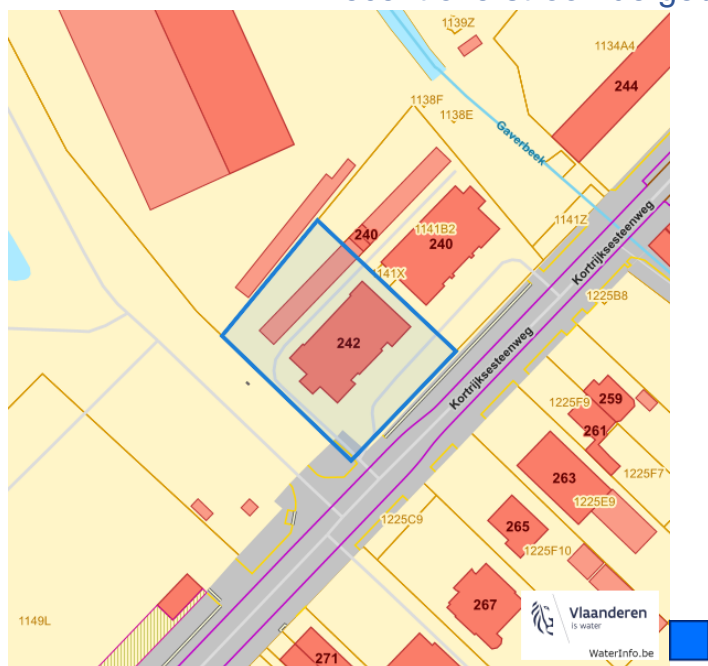 1139Z
1134A4
244
1138F
1138E
Gaverbeek
240
1141B2
240
1141Z
1141X
Kortrijksesteenweg
1225B8
242
Kortrijksesteenweg
1225F9
259
261
263
1225F7
1225E9
1225C9
265
1225F10
267
1149L
271
Vlaanderen
is water
WaterInfo.be